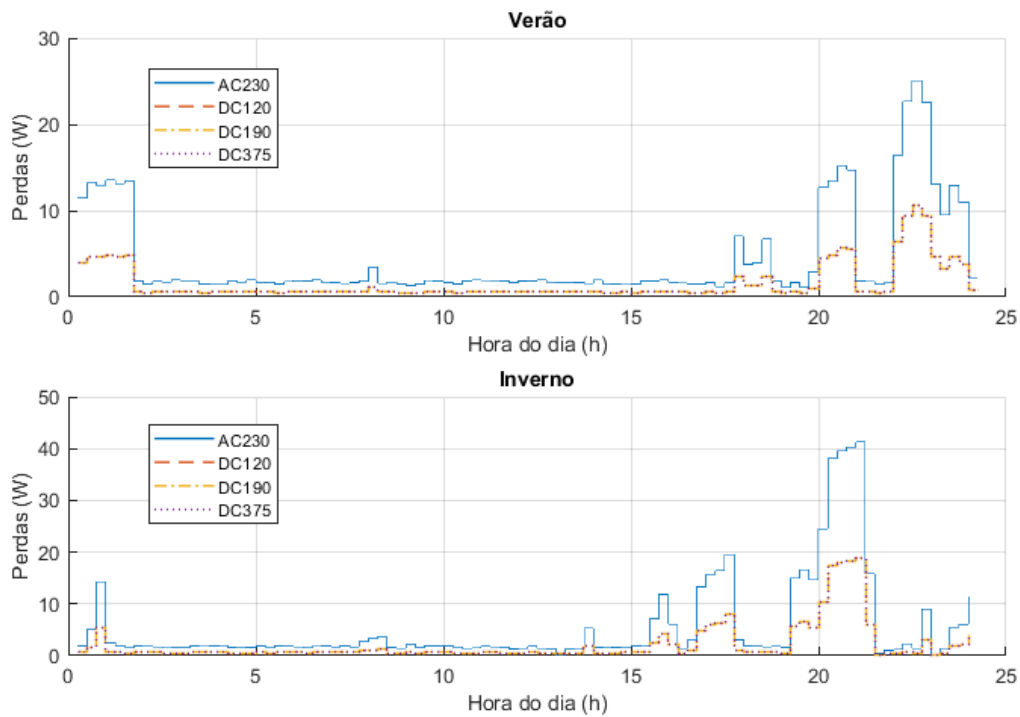 Verão
30
20
10
0
Perdas (W)
AC230
DC120
DC190
DC375
0 5 10 15 20 25
Hora do dia (h)
Inverno
50
40
30
20
10
0
Perdas (W)
AC230
DC120
DC190
DC375
0 5 10 15 20 25
Hora do dia (h)